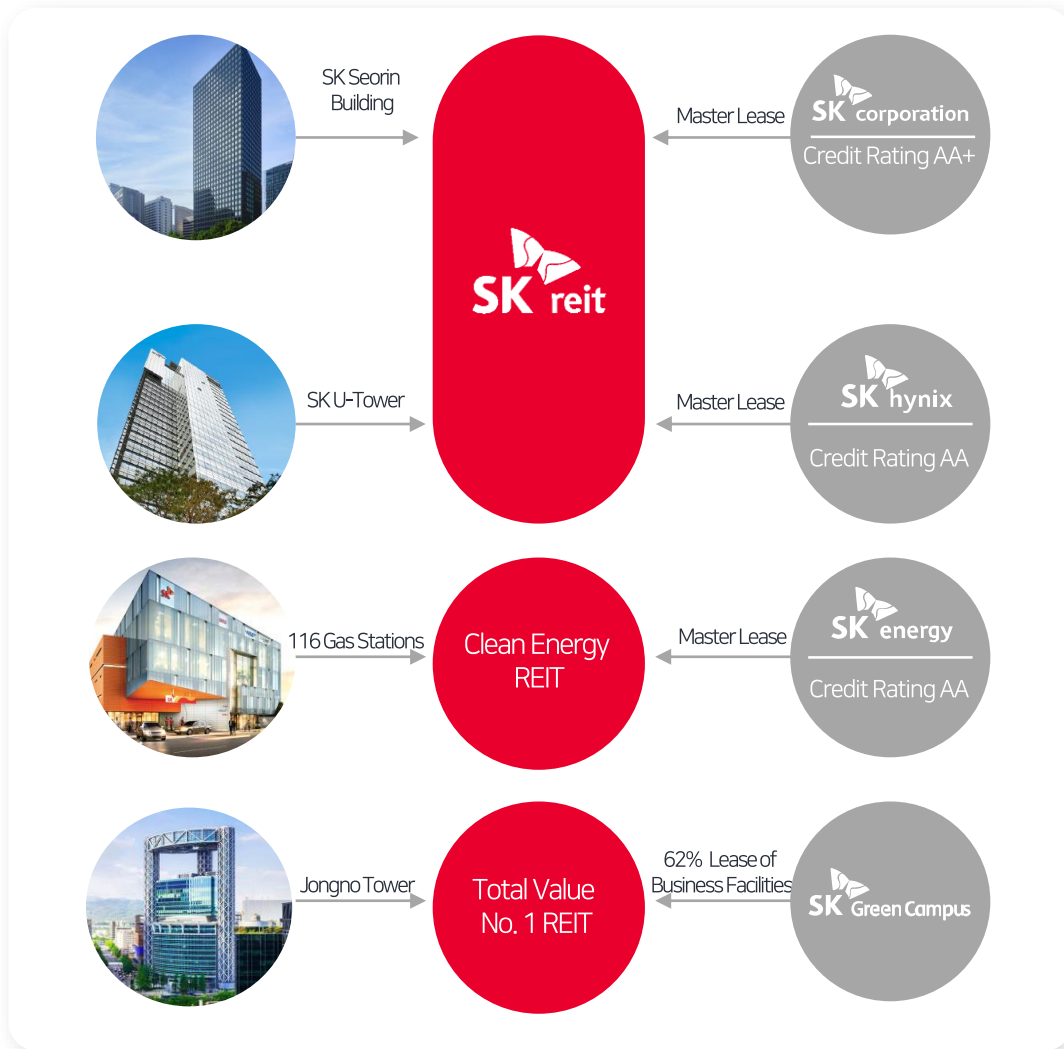 SK Seorin
Building
SK reit
Master Lease
SK corporation
Credit Rating AA+
SK U-Tower
Master Lease
SK hynix
Credit Rating AA
116 Gas Stations
Clean Energy
REIT
Master Lease
SK energy
Credit Rating AA
Jongno Tower
Total Value
No. 1 REIT
62% Lease of
Business Facilities
SK Green Campus
SK